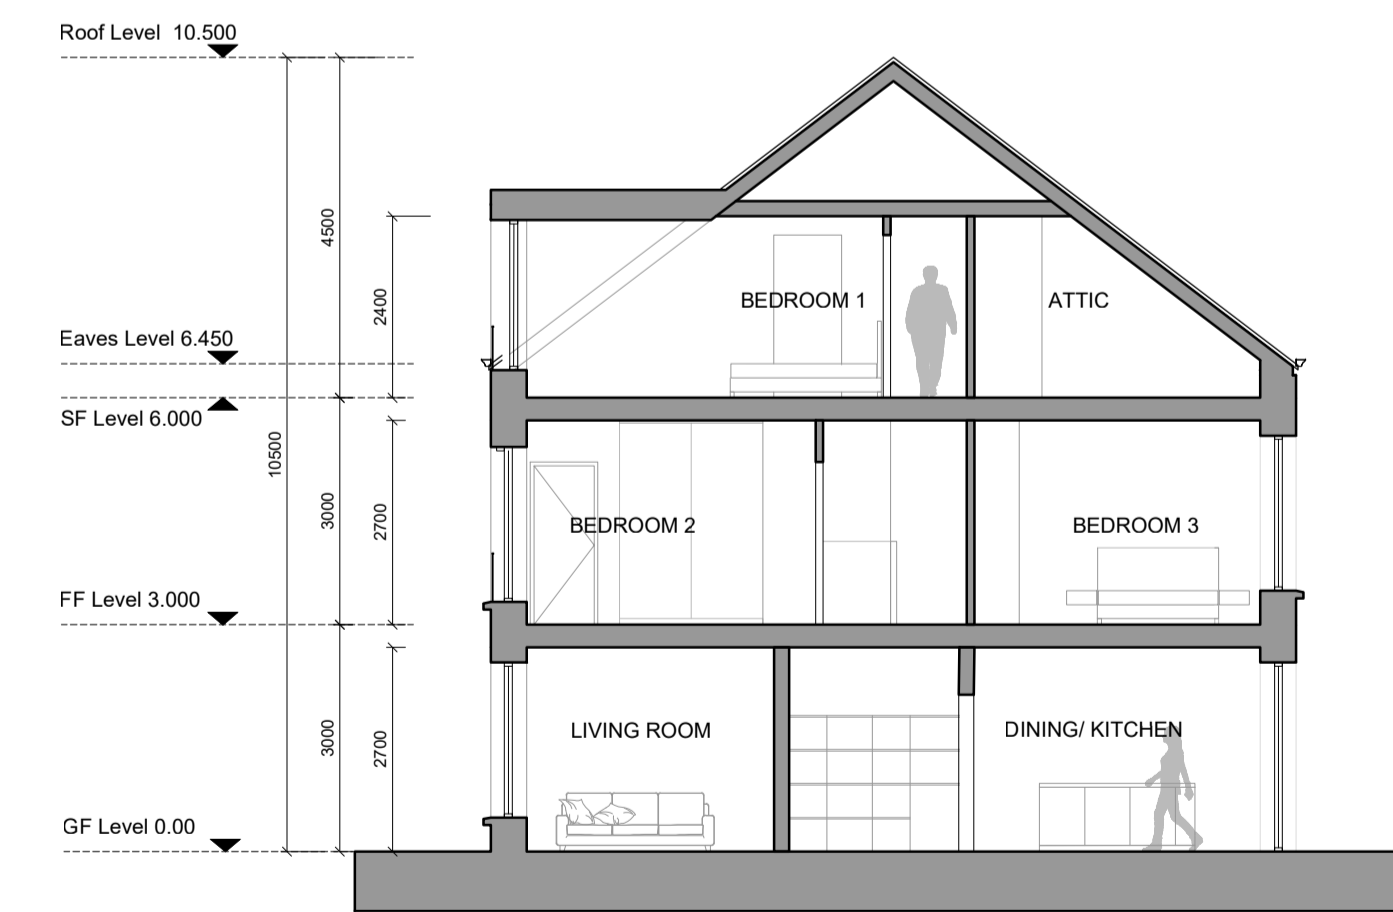 Roof Level 10.500
4500
2400
BEDROOM 1
ATTIC
Eaves Level 6.450
SF Level 6.000
10500
3000
2700
BEDROOM 2
BEDROOM 3
FF Level 3.000
3000
2700
LIVING ROOM
DINING/ KITCHEN
GF Level 0.00